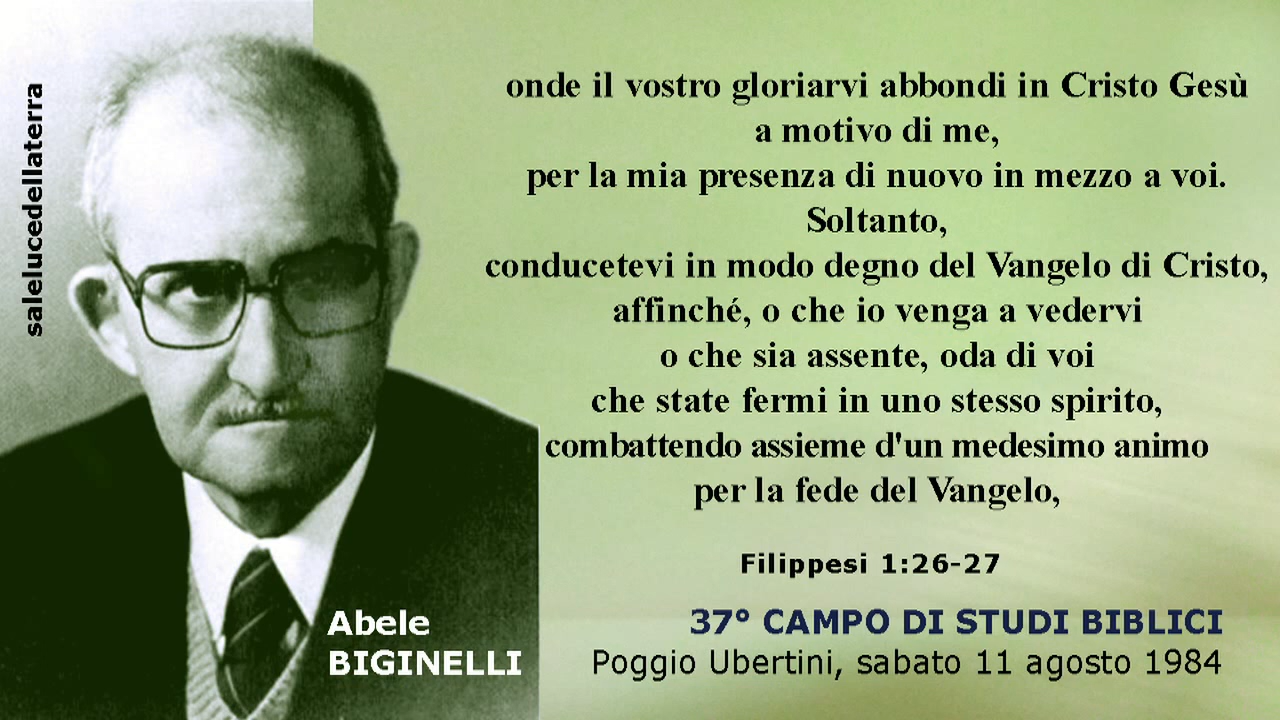 salelucedellaterra
onde il vostro gloriarvi abbondi in Cristo Gesù
a motivo di me,
per la mia presenza di nuovo in mezzo a voi.
Soltanto,
conducetevi in modo degno del Vangelo di Cristo,
affinché, o che io venga a vedervi
o che sia assente, oda di voi
che state fermi in uno stesso spirito,
combattendo assieme d'un medesimo animo
per la fede del Vangelo,
Filippesi 1:26-27
Abele
BIGINELLI
37° CAMPO DI STUDI BIBLICI
Poggio Ubertini, sabato 11 agosto 1984